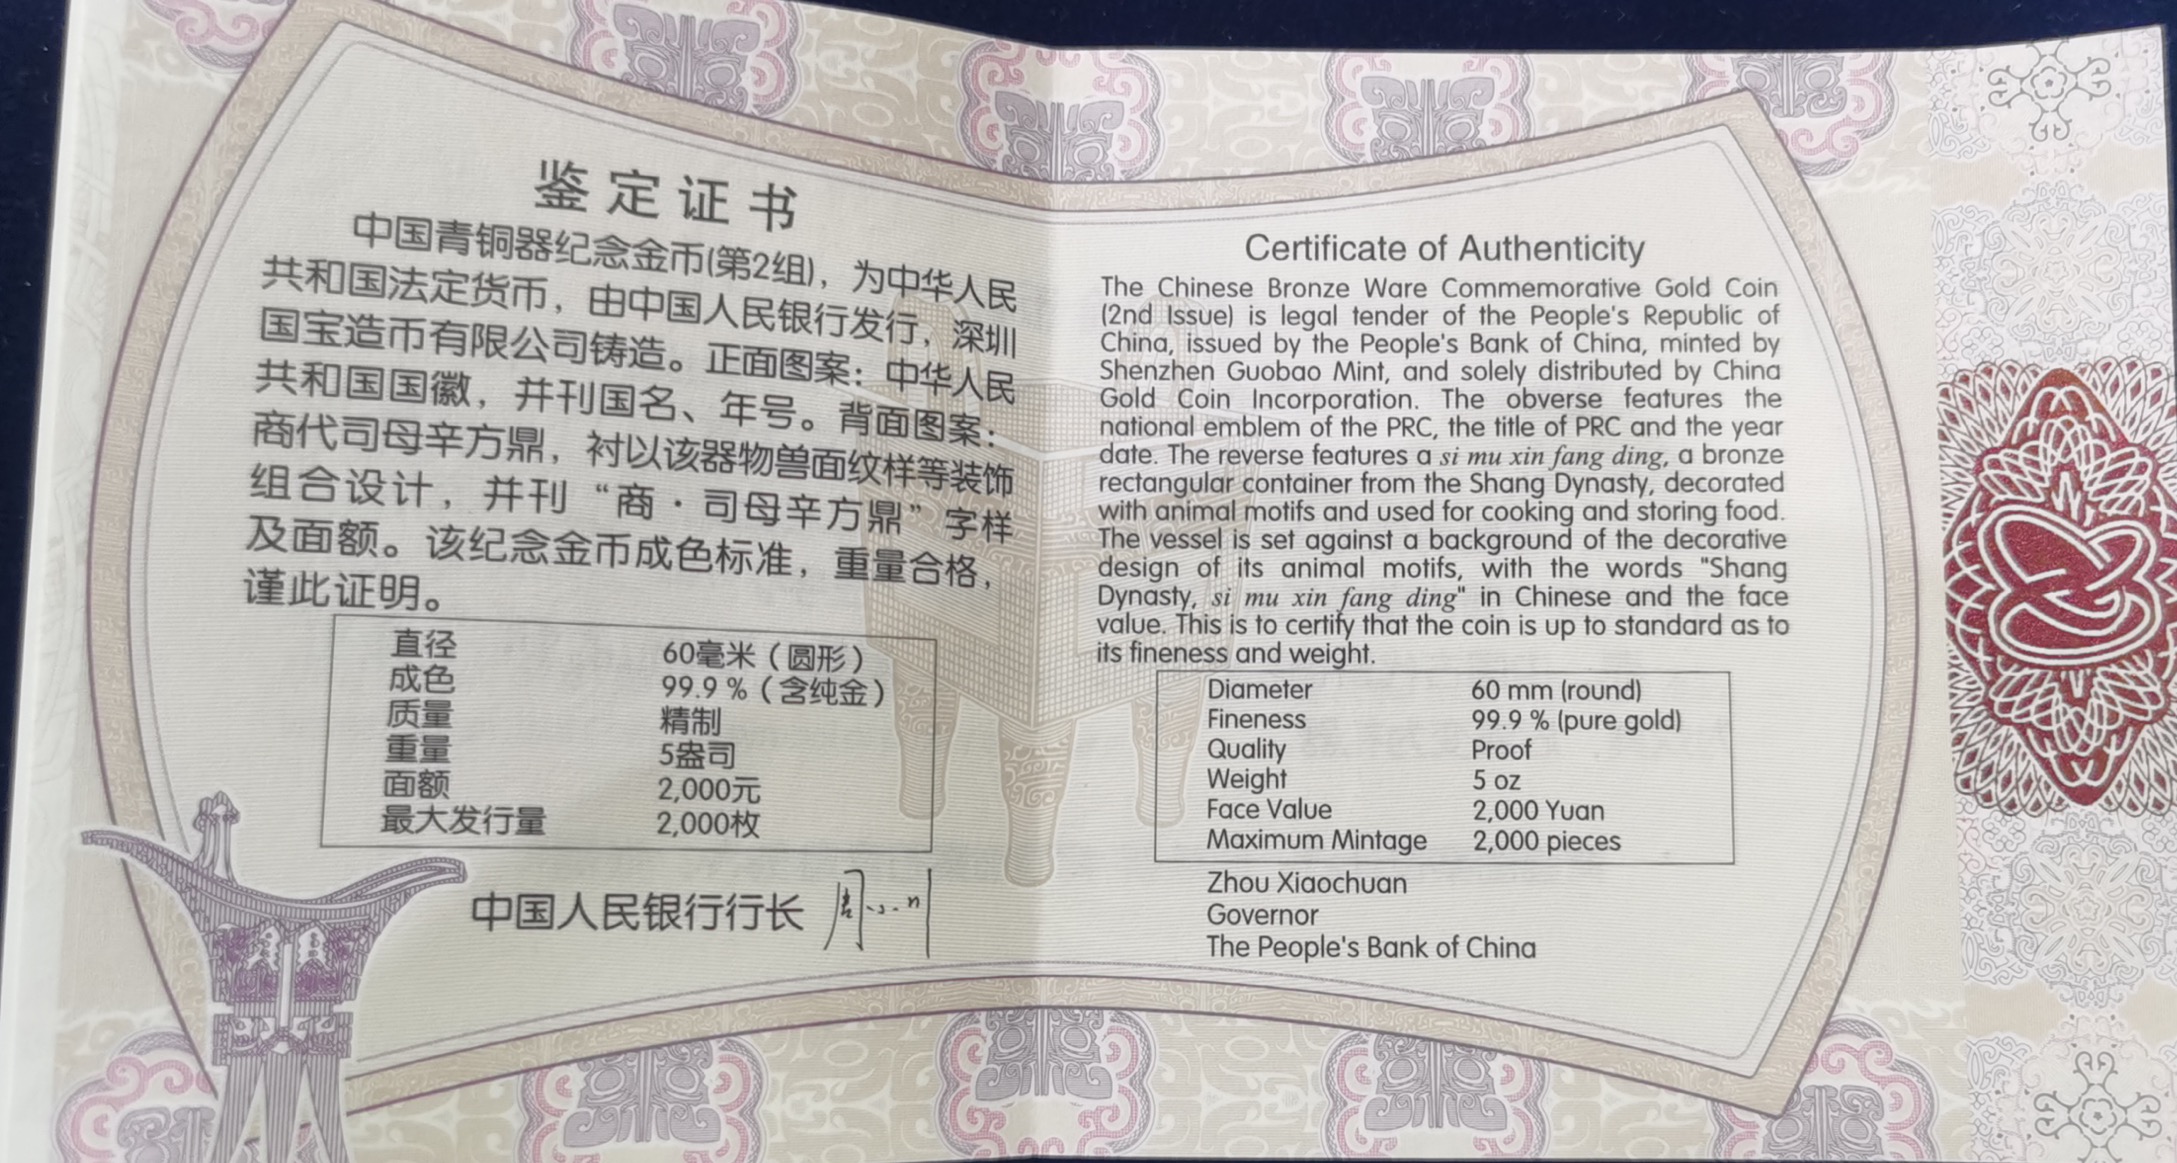 鉴定证书
中国青铜器纪念金币(第2组)，为中华人民
共和国法定货币，由中国人民银行发行，深圳
国宝造币有限公司铸造。正面图案：中华人民
共和国国徽，并刊国名、年号。背面图案：
商代司母辛方鼎，衬以该器物兽面纹样等装饰
组合设计，并刊“商·司母辛方鼎”字样
及面额。该纪念金币成色标准，重量合格，
谨此证明。
直径 60毫米（圆形）
成色 99.9％（含纯金）
质量 精制
重量 5盎司
面额 2,000元
最大发行量 2,000枚
中国人民银行行长 周小川
Certificate of Authenticity
The Chinese Bronze Ware Commemorative Gold Coin
(2nd Issue) is legal tender of the People's Republic of
China, issued by the People's Bank of China, minted by
Shenzhen Guobao Mint, and solely distributed by China
Gold Coin Incorporation. The obverse features the
national emblem of the PRC, the title of PRC and the year
date. The reverse features a si mu xin fang ding, a bronze
rectangular container from the Shang Dynasty, decorated
with animal motifs and used for cooking and storing food.
The vessel is set against a background of the decorative
design of its animal motifs, with the words "Shang
Dynasty, si mu xin fang ding" in Chinese and the face
value. This is to certify that the coin is up to standard as to
its fineness and weight.
Diameter 60 mm (round)
Fineness 99.9 % (pure gold)
Quality Proof
Weight 5 oz
Face Value 2,000 Yuan
Maximum Mintage 2,000 pieces
Zhou Xiaochuan
Governor
The People's Bank of China